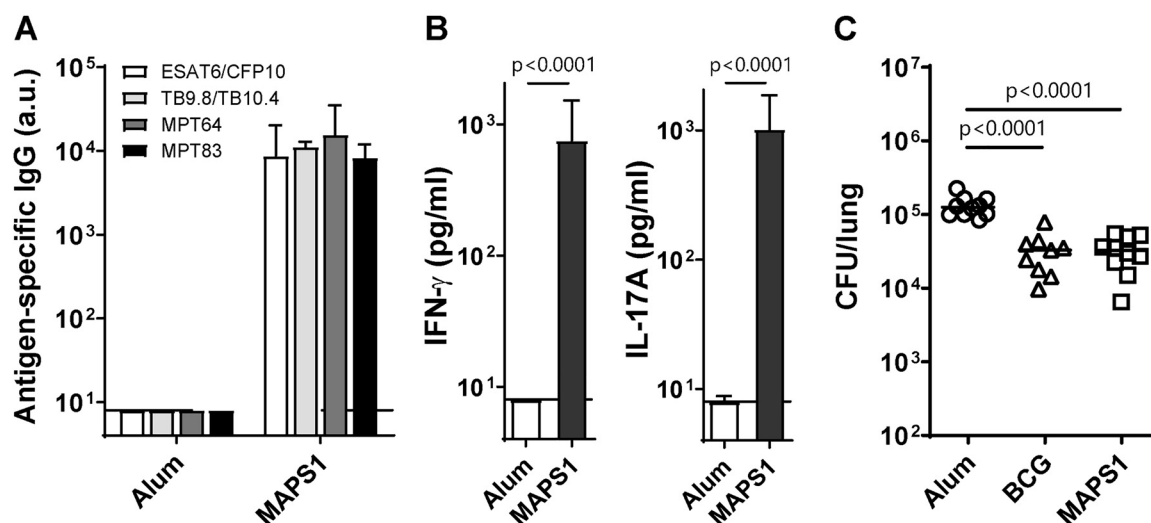 A
Antigen-specific IgG (a.u.)
10⁵
10⁴
10³
10²
10¹
ESAT6/CFP10
TB9.8/TB10.4
MPT64
MPT83
Alum
MAPS1
B
p<0.0001
IFN-γ (pg/ml)
10³
10²
10¹
Alum
MAPS1
p<0.0001
IL-17A (pg/ml)
10³
10²
10¹
Alum
MAPS1
C
CFU/lung
10⁷
10⁶
10⁵
10⁴
10³
10²
p<0.0001
p<0.0001
Alum
BCG
MAPS1